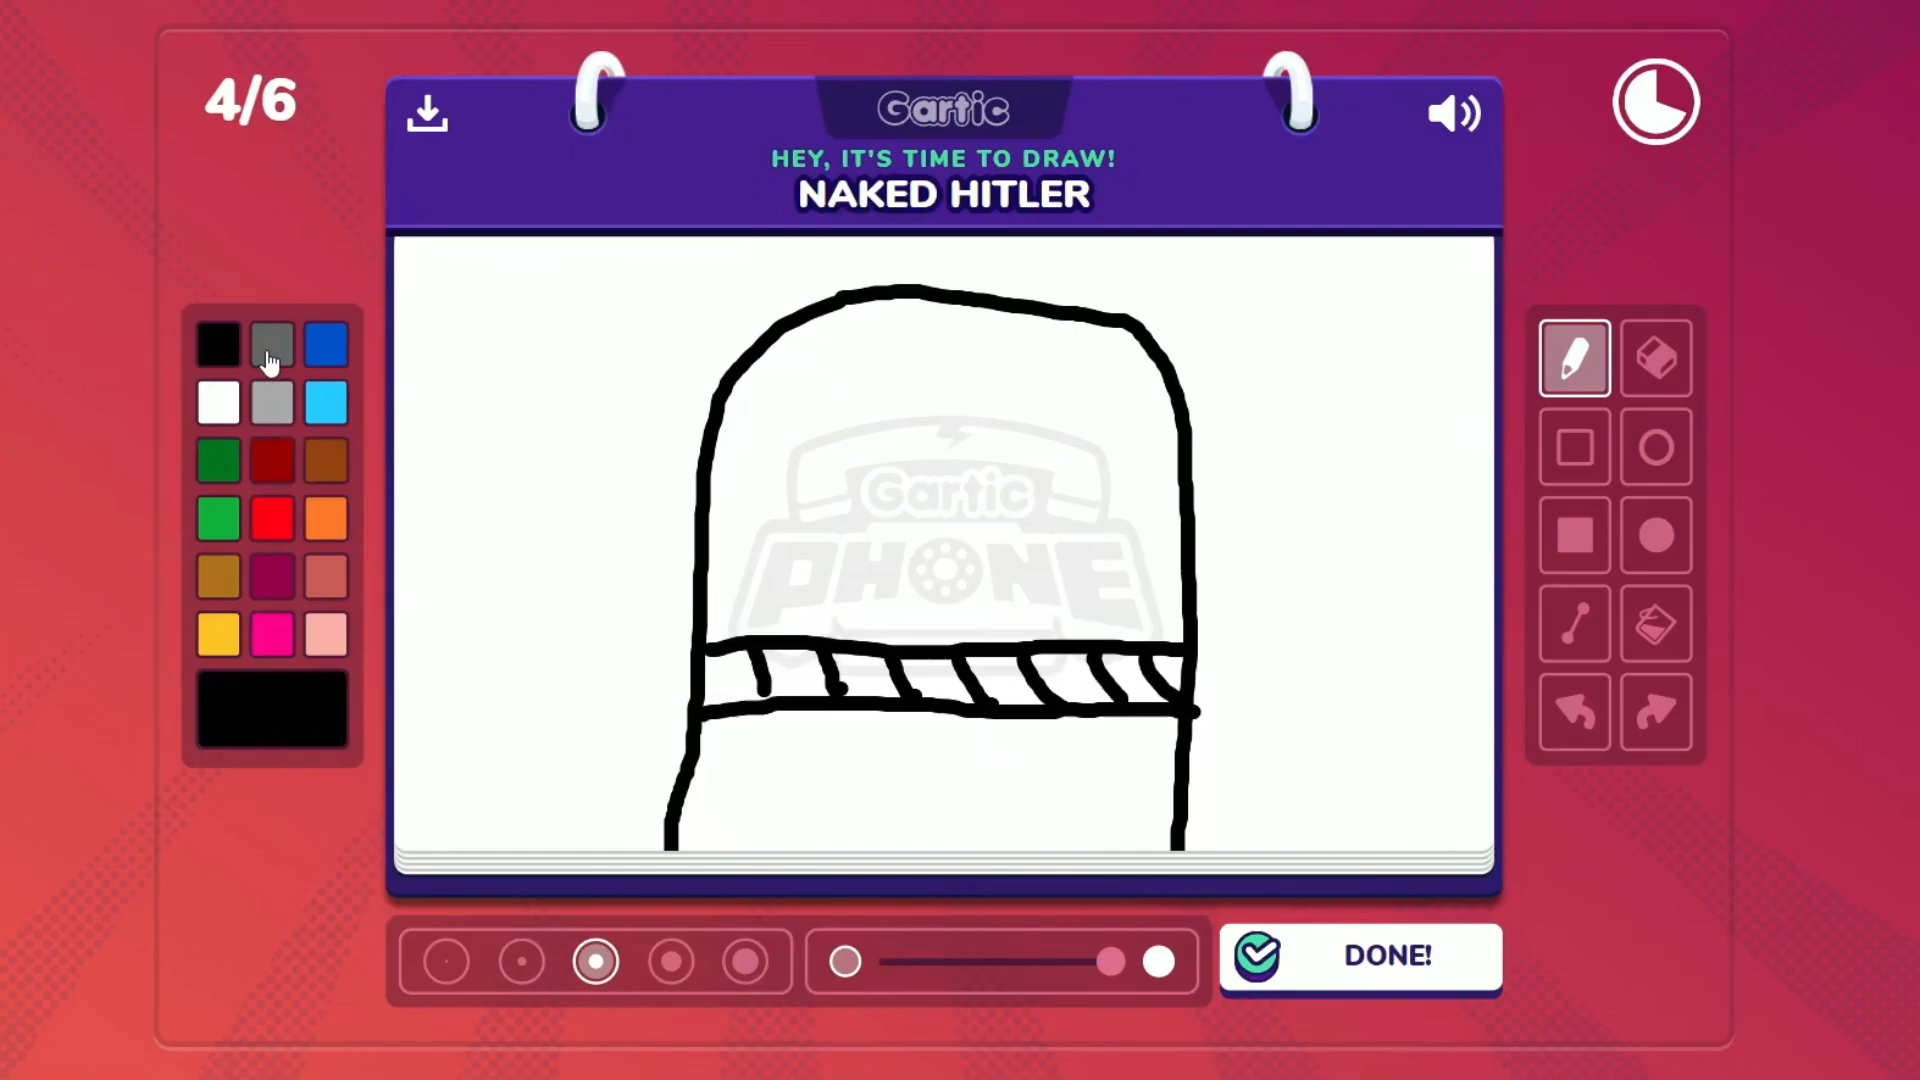 4/6
Gartic
HEY, IT'S TIME TO DRAW!
NAKED HITLER
Gartic
PHONE
DONE!